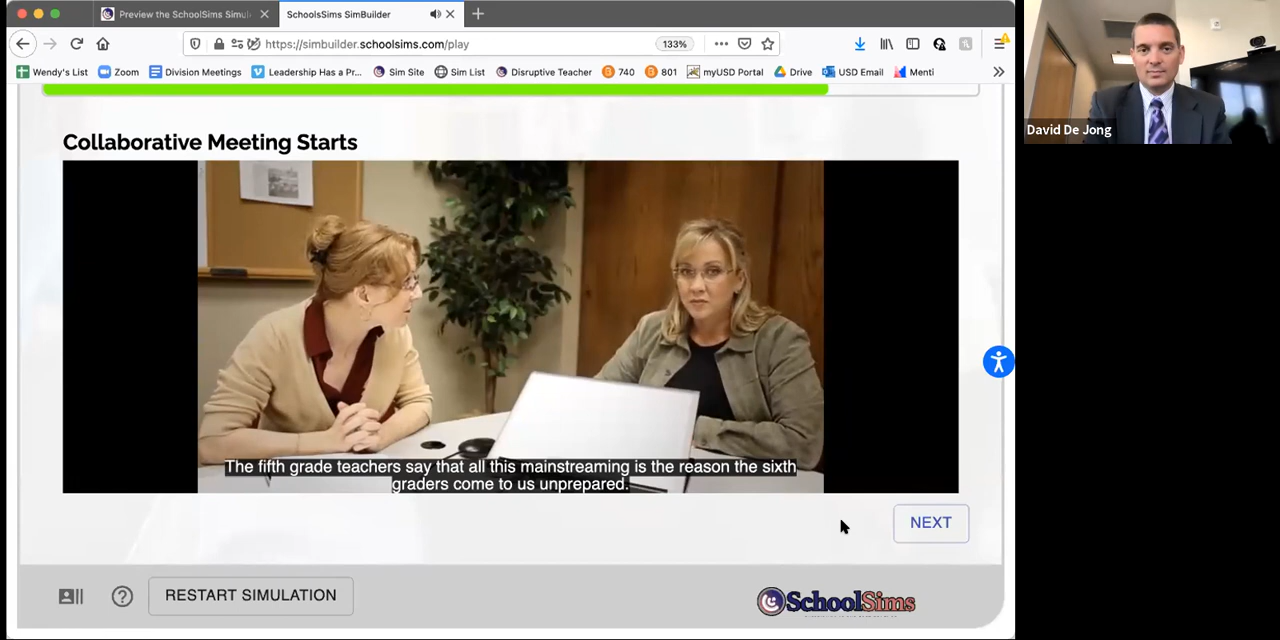 Preview the SchoolSims Simul
SchoolsSims SimBuilder
https://simbuilder.schoolsims.com/play
133%
Wendy's List
Zoom
Division Meetings
Leadership Has a Pr...
Sim Site
Sim List
Disruptive Teacher
740
801
myUSD Portal
Drive
USD Email
Menti
David De Jong
Collaborative Meeting Starts
The fifth grade teachers say that all this mainstreaming is the reason the sixth
graders come to us unprepared.
NEXT
RESTART SIMULATION
SchoolSims